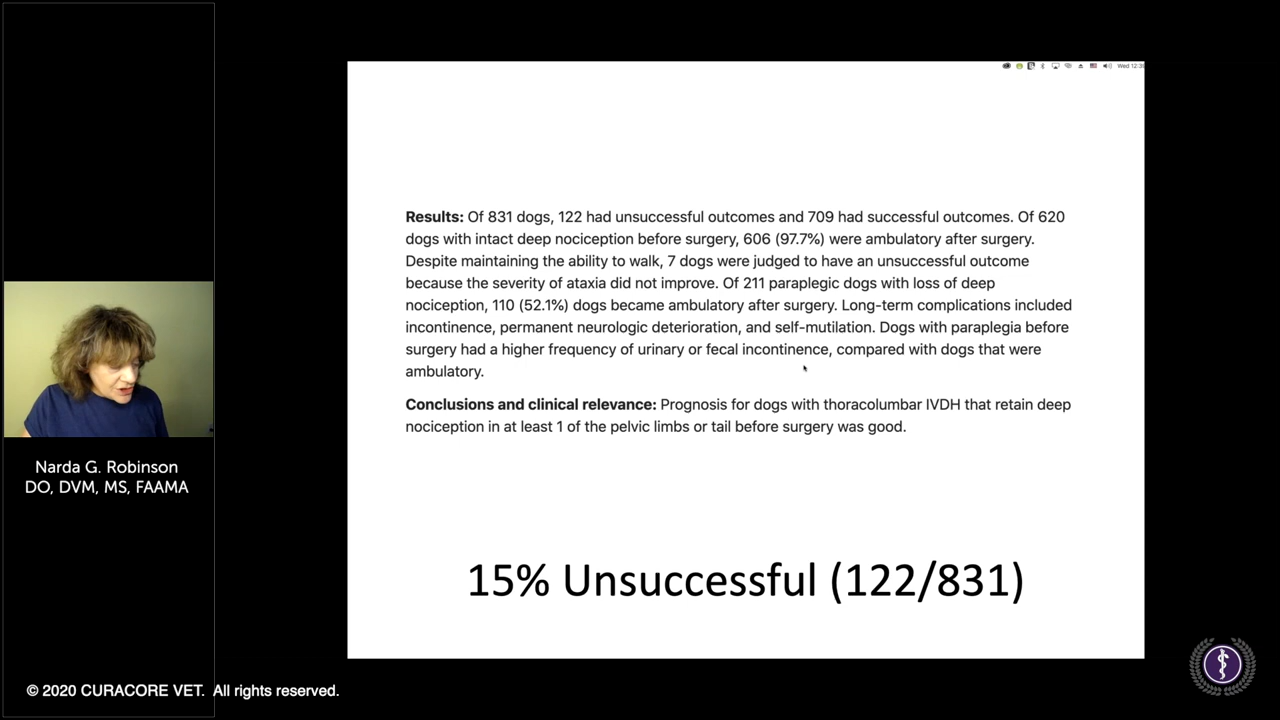 Wed 12:3
Results: Of 831 dogs, 122 had unsuccessful outcomes and 709 had successful outcomes. Of 620
dogs with intact deep nociception before surgery, 606 (97.7%) were ambulatory after surgery.
Despite maintaining the ability to walk, 7 dogs were judged to have an unsuccessful outcome
because the severity of ataxia did not improve. Of 211 paraplegic dogs with loss of deep
nociception, 110 (52.1%) dogs became ambulatory after surgery. Long-term complications included
incontinence, permanent neurologic deterioration, and self-mutilation. Dogs with paraplegia before
surgery had a higher frequency of urinary or fecal incontinence, compared with dogs that were
ambulatory.
Conclusions and clinical relevance: Prognosis for dogs with thoracolumbar IVDH that retain deep
nociception in at least 1 of the pelvic limbs or tail before surgery was good.
15% Unsuccessful (122/831)
Narda G. Robinson
DO, DVM, MS, FAAMA
© 2020 CURACORE VET. All rights reserved.